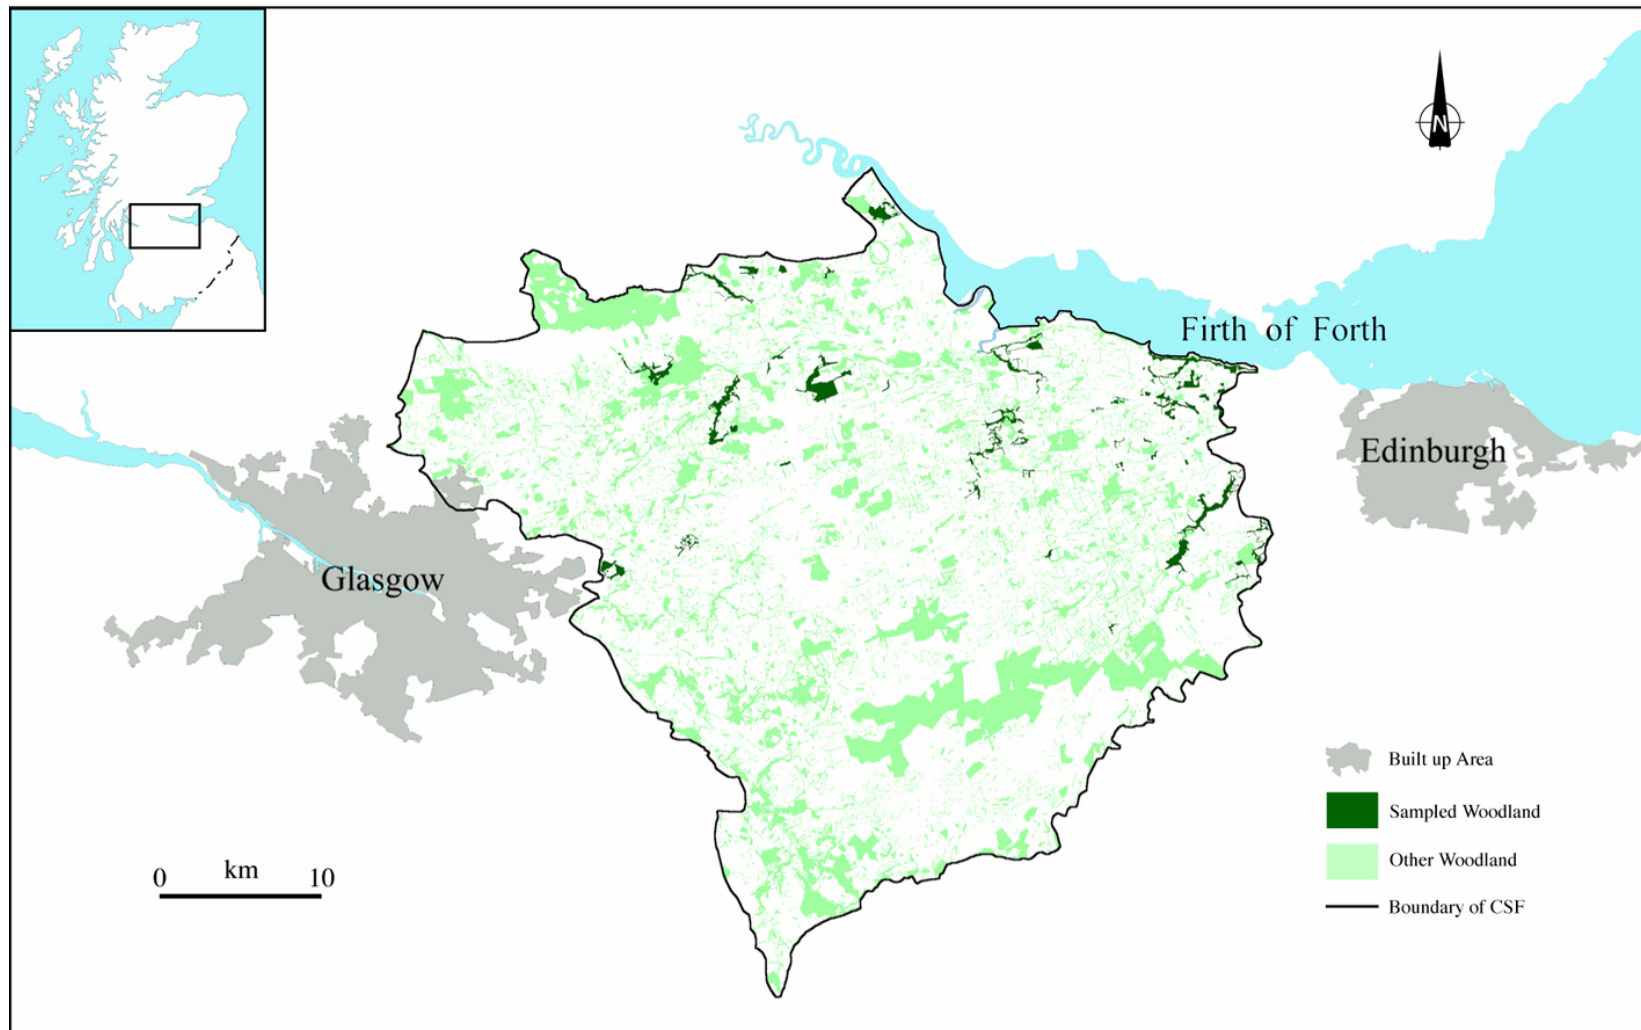 N
Firth of Forth
Edinburgh
Glasgow
Built up Area
Sampled Woodland
Other Woodland
Boundary of CSF
km
0 10